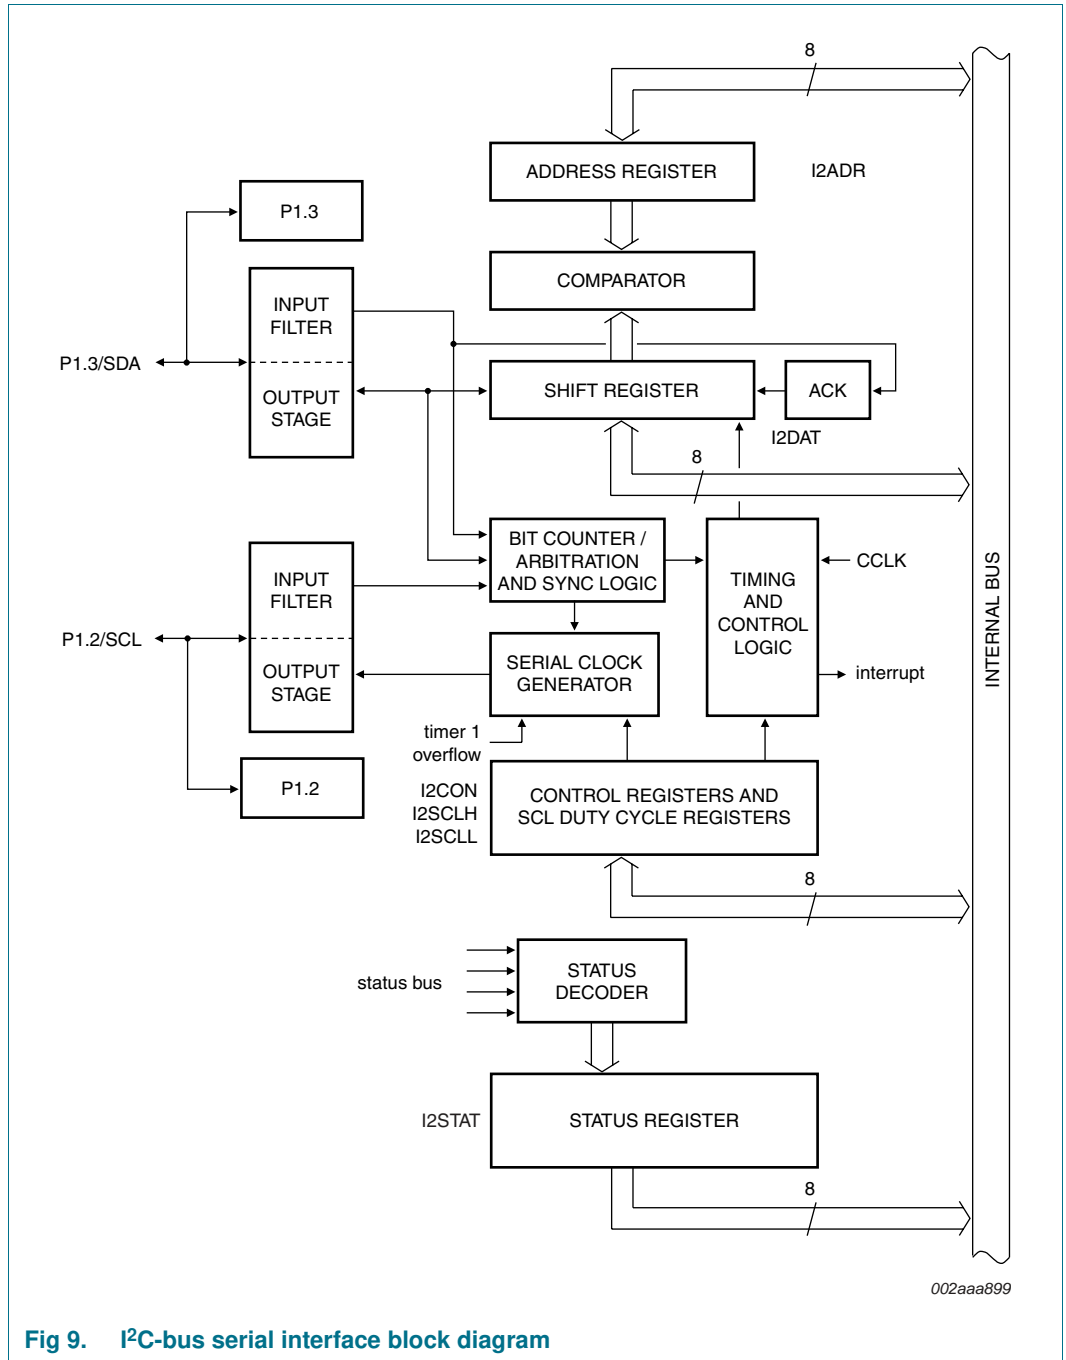 8
ADDRESS REGISTER
I2ADR
P1.3
COMPARATOR
INPUT
FILTER
P1.3/SDA
OUTPUT
STAGE
SHIFT REGISTER
ACK
I2DAT
8
BIT COUNTER /
ARBITRATION
AND SYNC LOGIC
TIMING
AND
CONTROL
LOGIC
CCLK
INPUT
FILTER
P1.2/SCL
OUTPUT
STAGE
SERIAL CLOCK
GENERATOR
interrupt
INTERNAL BUS
timer 1
overflow
P1.2
I2CON
I2SCLH
I2SCLL
CONTROL REGISTERS AND
SCL DUTY CYCLE REGISTERS
8
status bus
STATUS
DECODER
I2STAT
STATUS REGISTER
8
002aaa899
Fig 9. I²C-bus serial interface block diagram